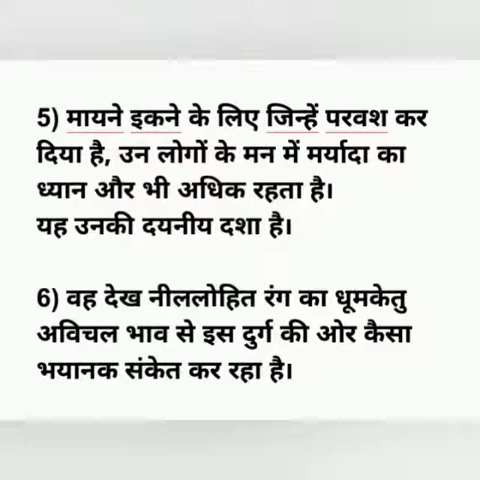 5) मायने इकने के लिए जिन्हें परवश कर
दिया है, उन लोगों के मन में मर्यादा का
ध्यान और भी अधिक रहता है।
यह उनकी दयनीय दशा है।
6) वह देख नीललोहित रंग का धूमकेतु
अविचल भाव से इस दुर्ग की ओर कैसा
भयानक संकेत कर रहा है।